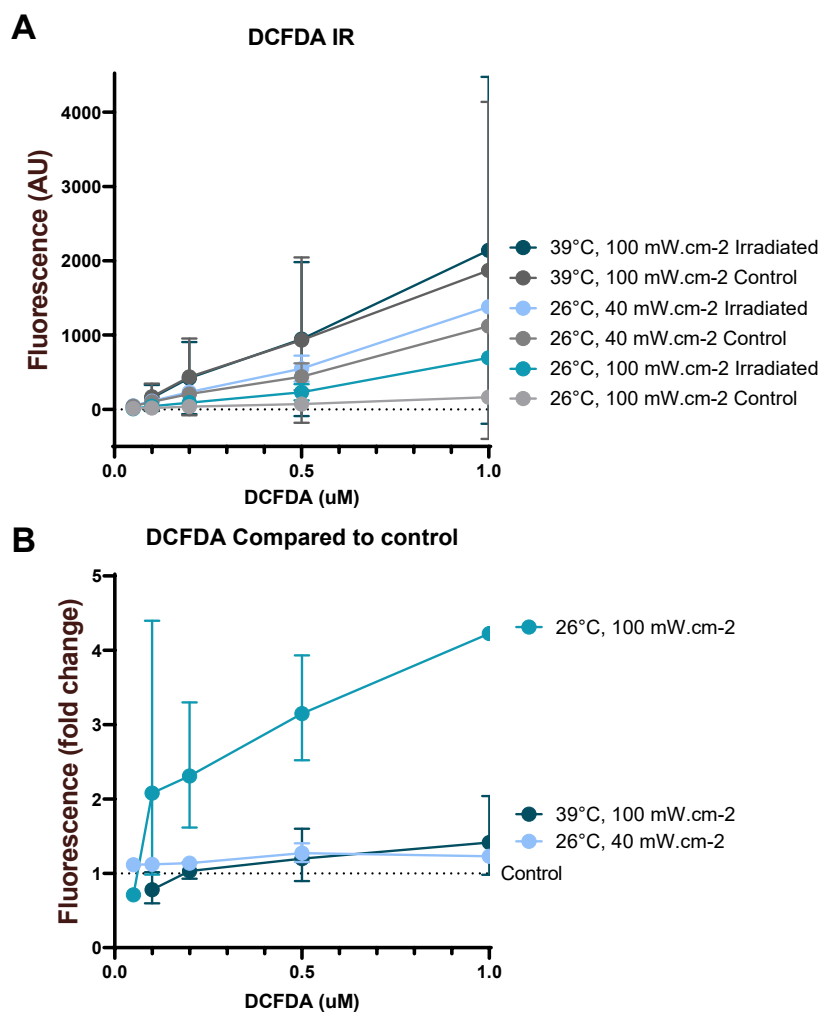 A
DCFDA IR
Fluorescence (AU)
4000
3000
2000
1000
0
0.0
0.5
1.0
DCFDA (uM)
39°C, 100 mW.cm-2 Irradiated
39°C, 100 mW.cm-2 Control
26°C, 40 mW.cm-2 Irradiated
26°C, 40 mW.cm-2 Control
26°C, 100 mW.cm-2 Irradiated
26°C, 100 mW.cm-2 Control
B
DCFDA Compared to control
Fluorescence (fold change)
5
4
3
2
1
0
0.0
0.5
1.0
DCFDA (uM)
26°C, 100 mW.cm-2
39°C, 100 mW.cm-2
26°C, 40 mW.cm-2
Control